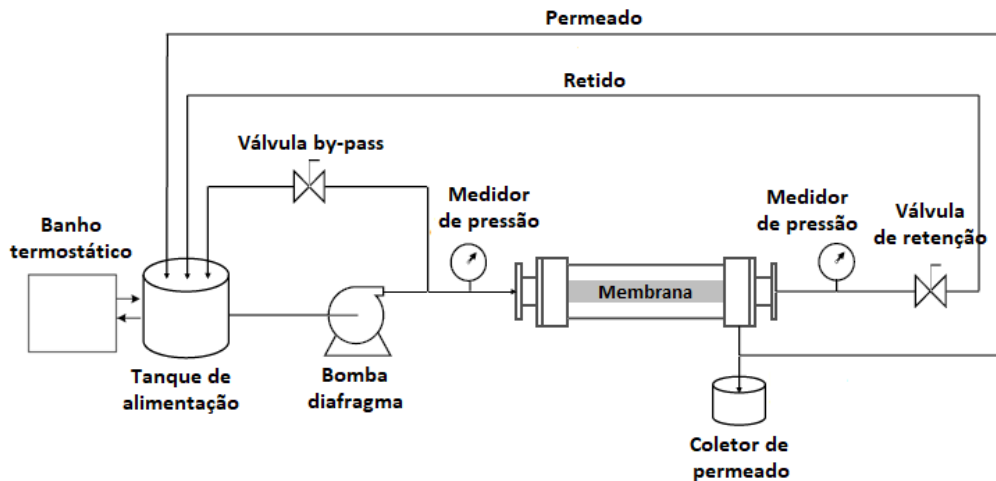 Permeado
Retido
Válvula by-pass
Medidor
de pressão
Medidor
de pressão
Válvula
de retenção
Banho
termostático
Membrana
Tanque de
alimentação
Bomba
diafragma
Coletor de
permeado